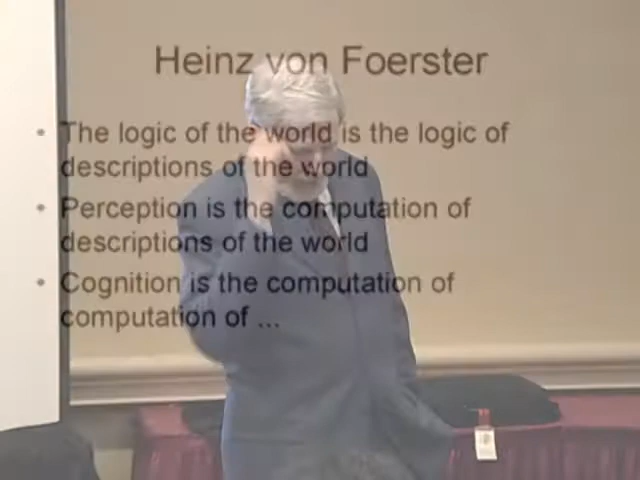 Heinz von Foerster
• The logic of the world is the logic of
descriptions of the world
• Perception is the computation of
descriptions of the world
• Cognition is the computation of
computation of ...